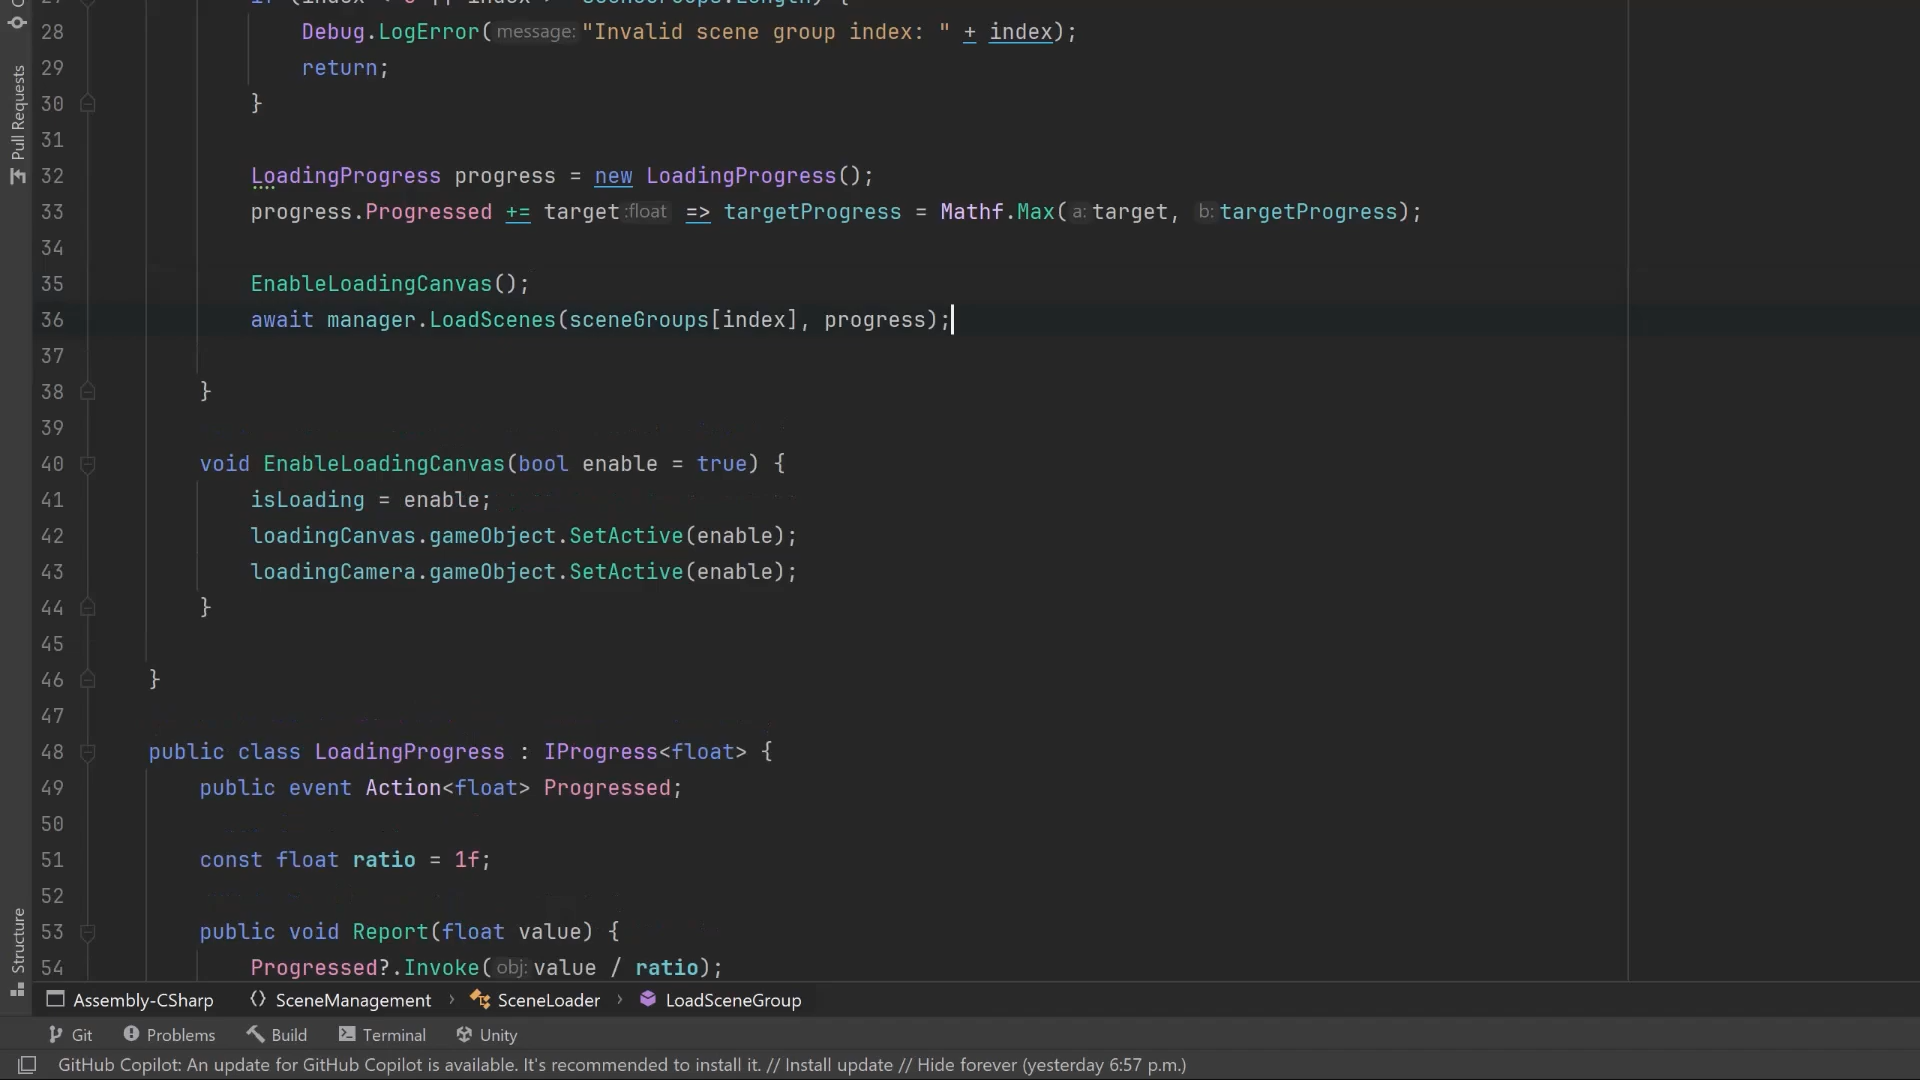 28 Debug.LogError(message:"Invalid scene group index: " + index);
29 return;
30 }
31
32 LoadingProgress progress = new LoadingProgress();
33 progress.Progressed += target:float => targetProgress = Mathf.Max(a:target, b:targetProgress);
34
35 EnableLoadingCanvas();
36 await manager.LoadScenes(sceneGroups[index], progress);
37
38 }
39
40 void EnableLoadingCanvas(bool enable = true) {
41 isLoading = enable;
42 loadingCanvas.gameObject.SetActive(enable);
43 loadingCamera.gameObject.SetActive(enable);
44 }
45
46 }
47
48 public class LoadingProgress : IProgress<float> {
49 public event Action<float> Progressed;
50
51 const float ratio = 1f;
52
53 public void Report(float value) {
54 Progressed?.Invoke(obj:value / ratio);
Pull Requests
Structure
Assembly-CSharp SceneManagement › SceneLoader › LoadSceneGroup
Git Problems Build Terminal Unity
GitHub Copilot: An update for GitHub Copilot is available. It's recommended to install it. // Install update // Hide forever (yesterday 6:57 p.m.)